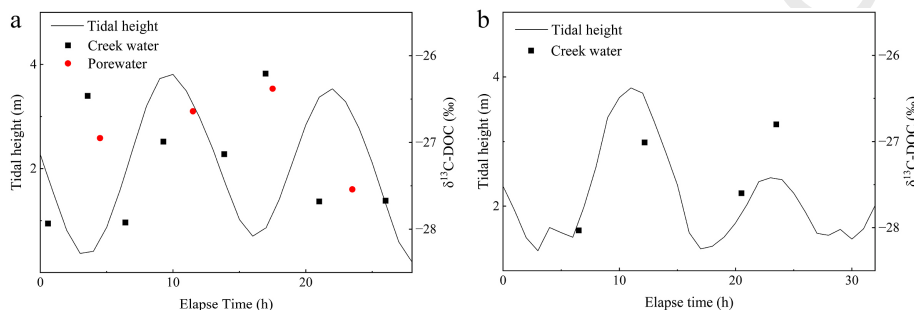 a
Tidal height
Creek water
Porewater
Tidal height (m)
4
2
0
10
20
Elapse Time (h)
−26
−27
−28
δ¹³C-DOC (‰)
b
Tidal height
Creek water
Tidal height (m)
4
2
0
10
20
30
Elapse time (h)
−26
−27
−28
δ¹³C-DOC (‰)